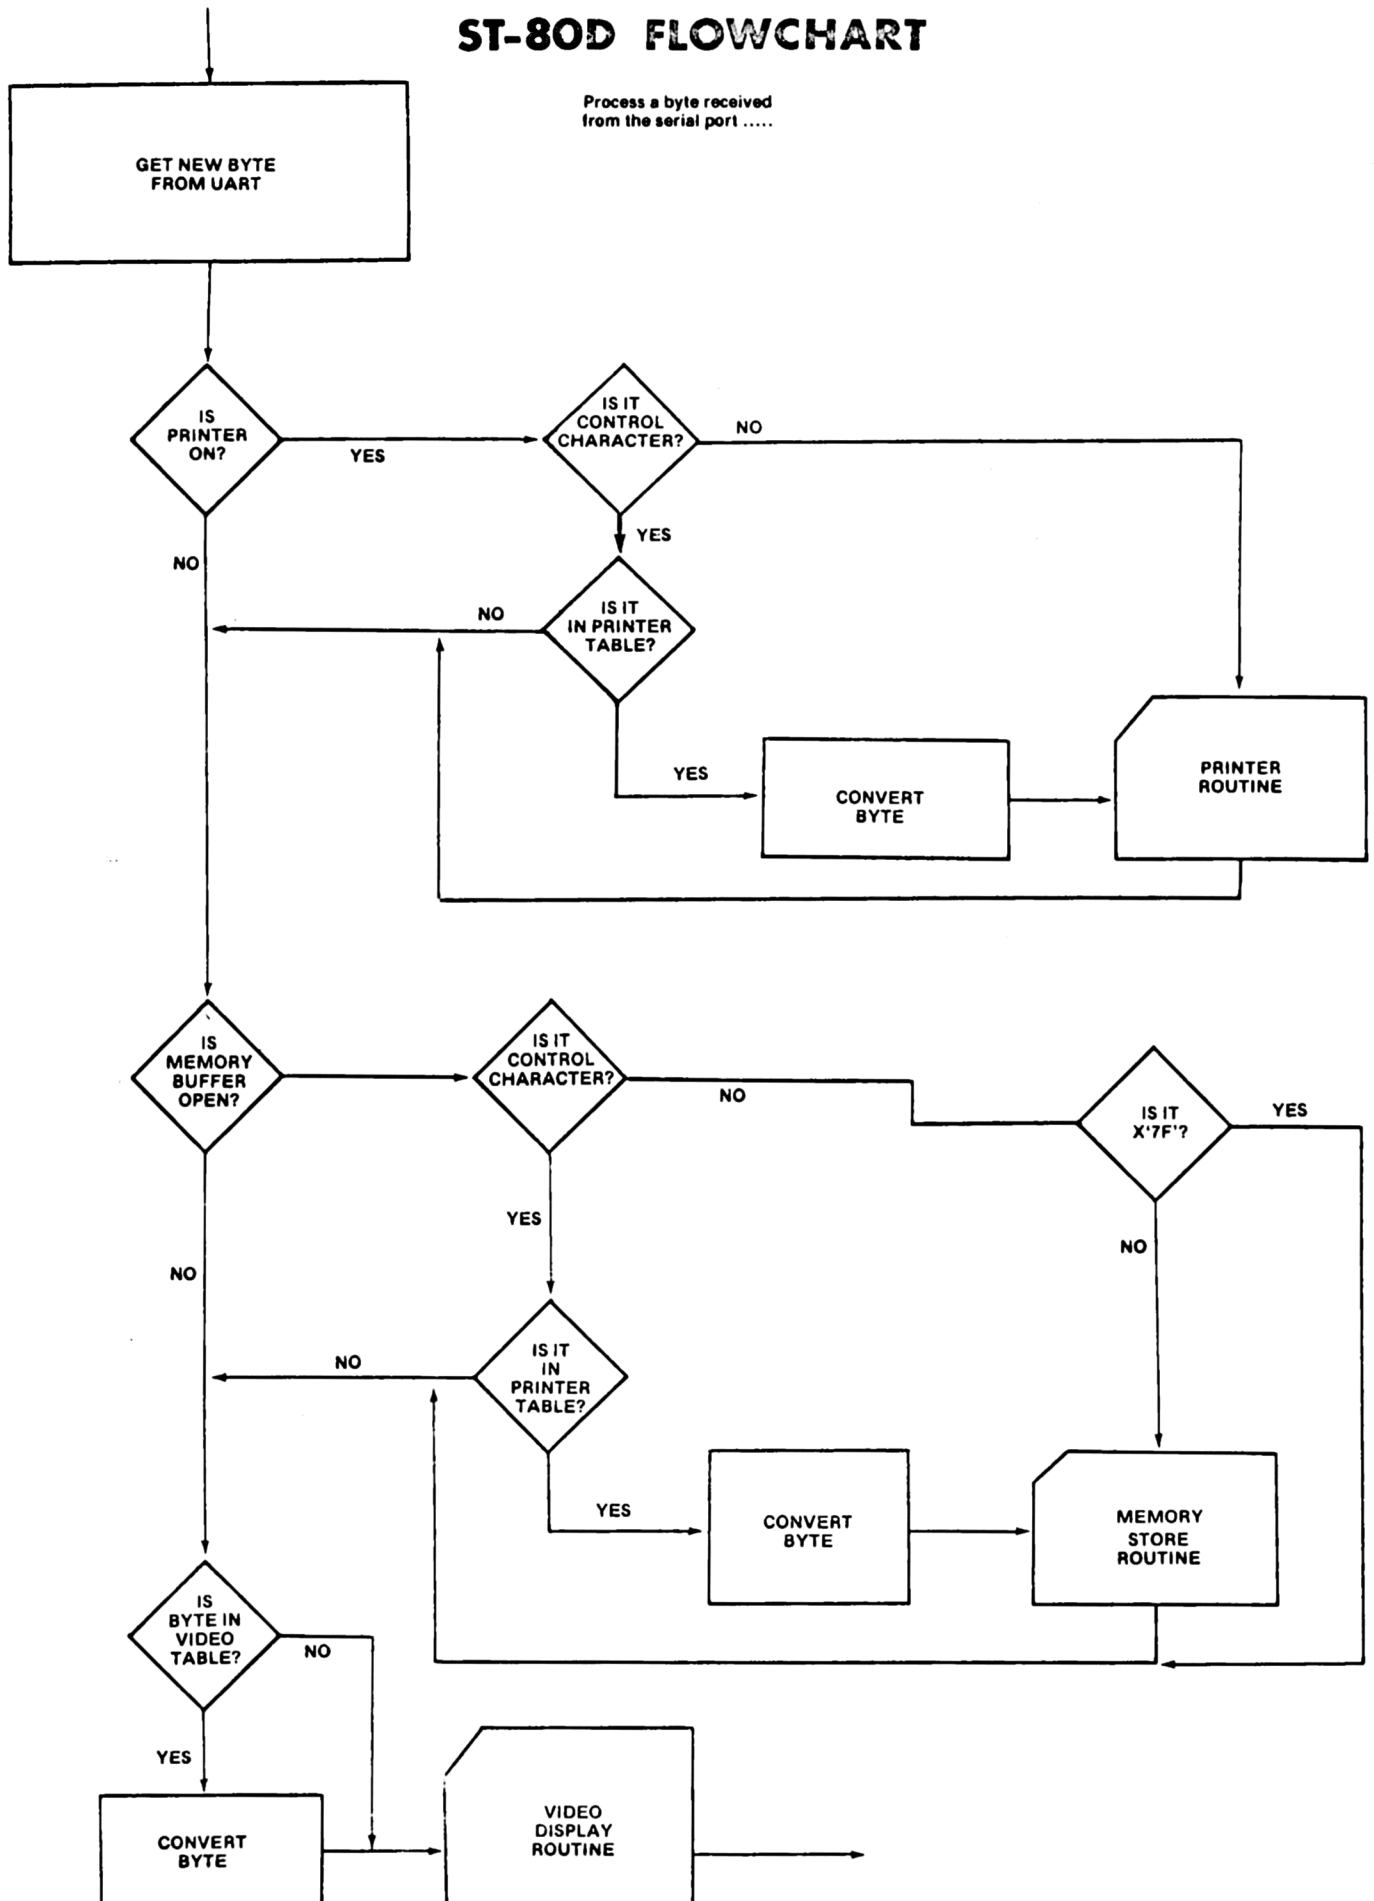 ST-80D FLOWCHART
Process a byte received
from the serial port .....
GET NEW BYTE
FROM UART
IS
PRINTER
ON?
YES
NO
IS IT
CONTROL
CHARACTER?
NO
YES
IS IT
IN PRINTER
TABLE?
NO
YES
CONVERT
BYTE
PRINTER
ROUTINE
IS
MEMORY
BUFFER
OPEN?
NO
IS IT
CONTROL
CHARACTER?
NO
YES
IS IT
X'7F'?
YES
NO
IS IT
IN
PRINTER
TABLE?
NO
YES
CONVERT
BYTE
MEMORY
STORE
ROUTINE
IS
BYTE IN
VIDEO
TABLE?
NO
YES
CONVERT
BYTE
VIDEO
DISPLAY
ROUTINE